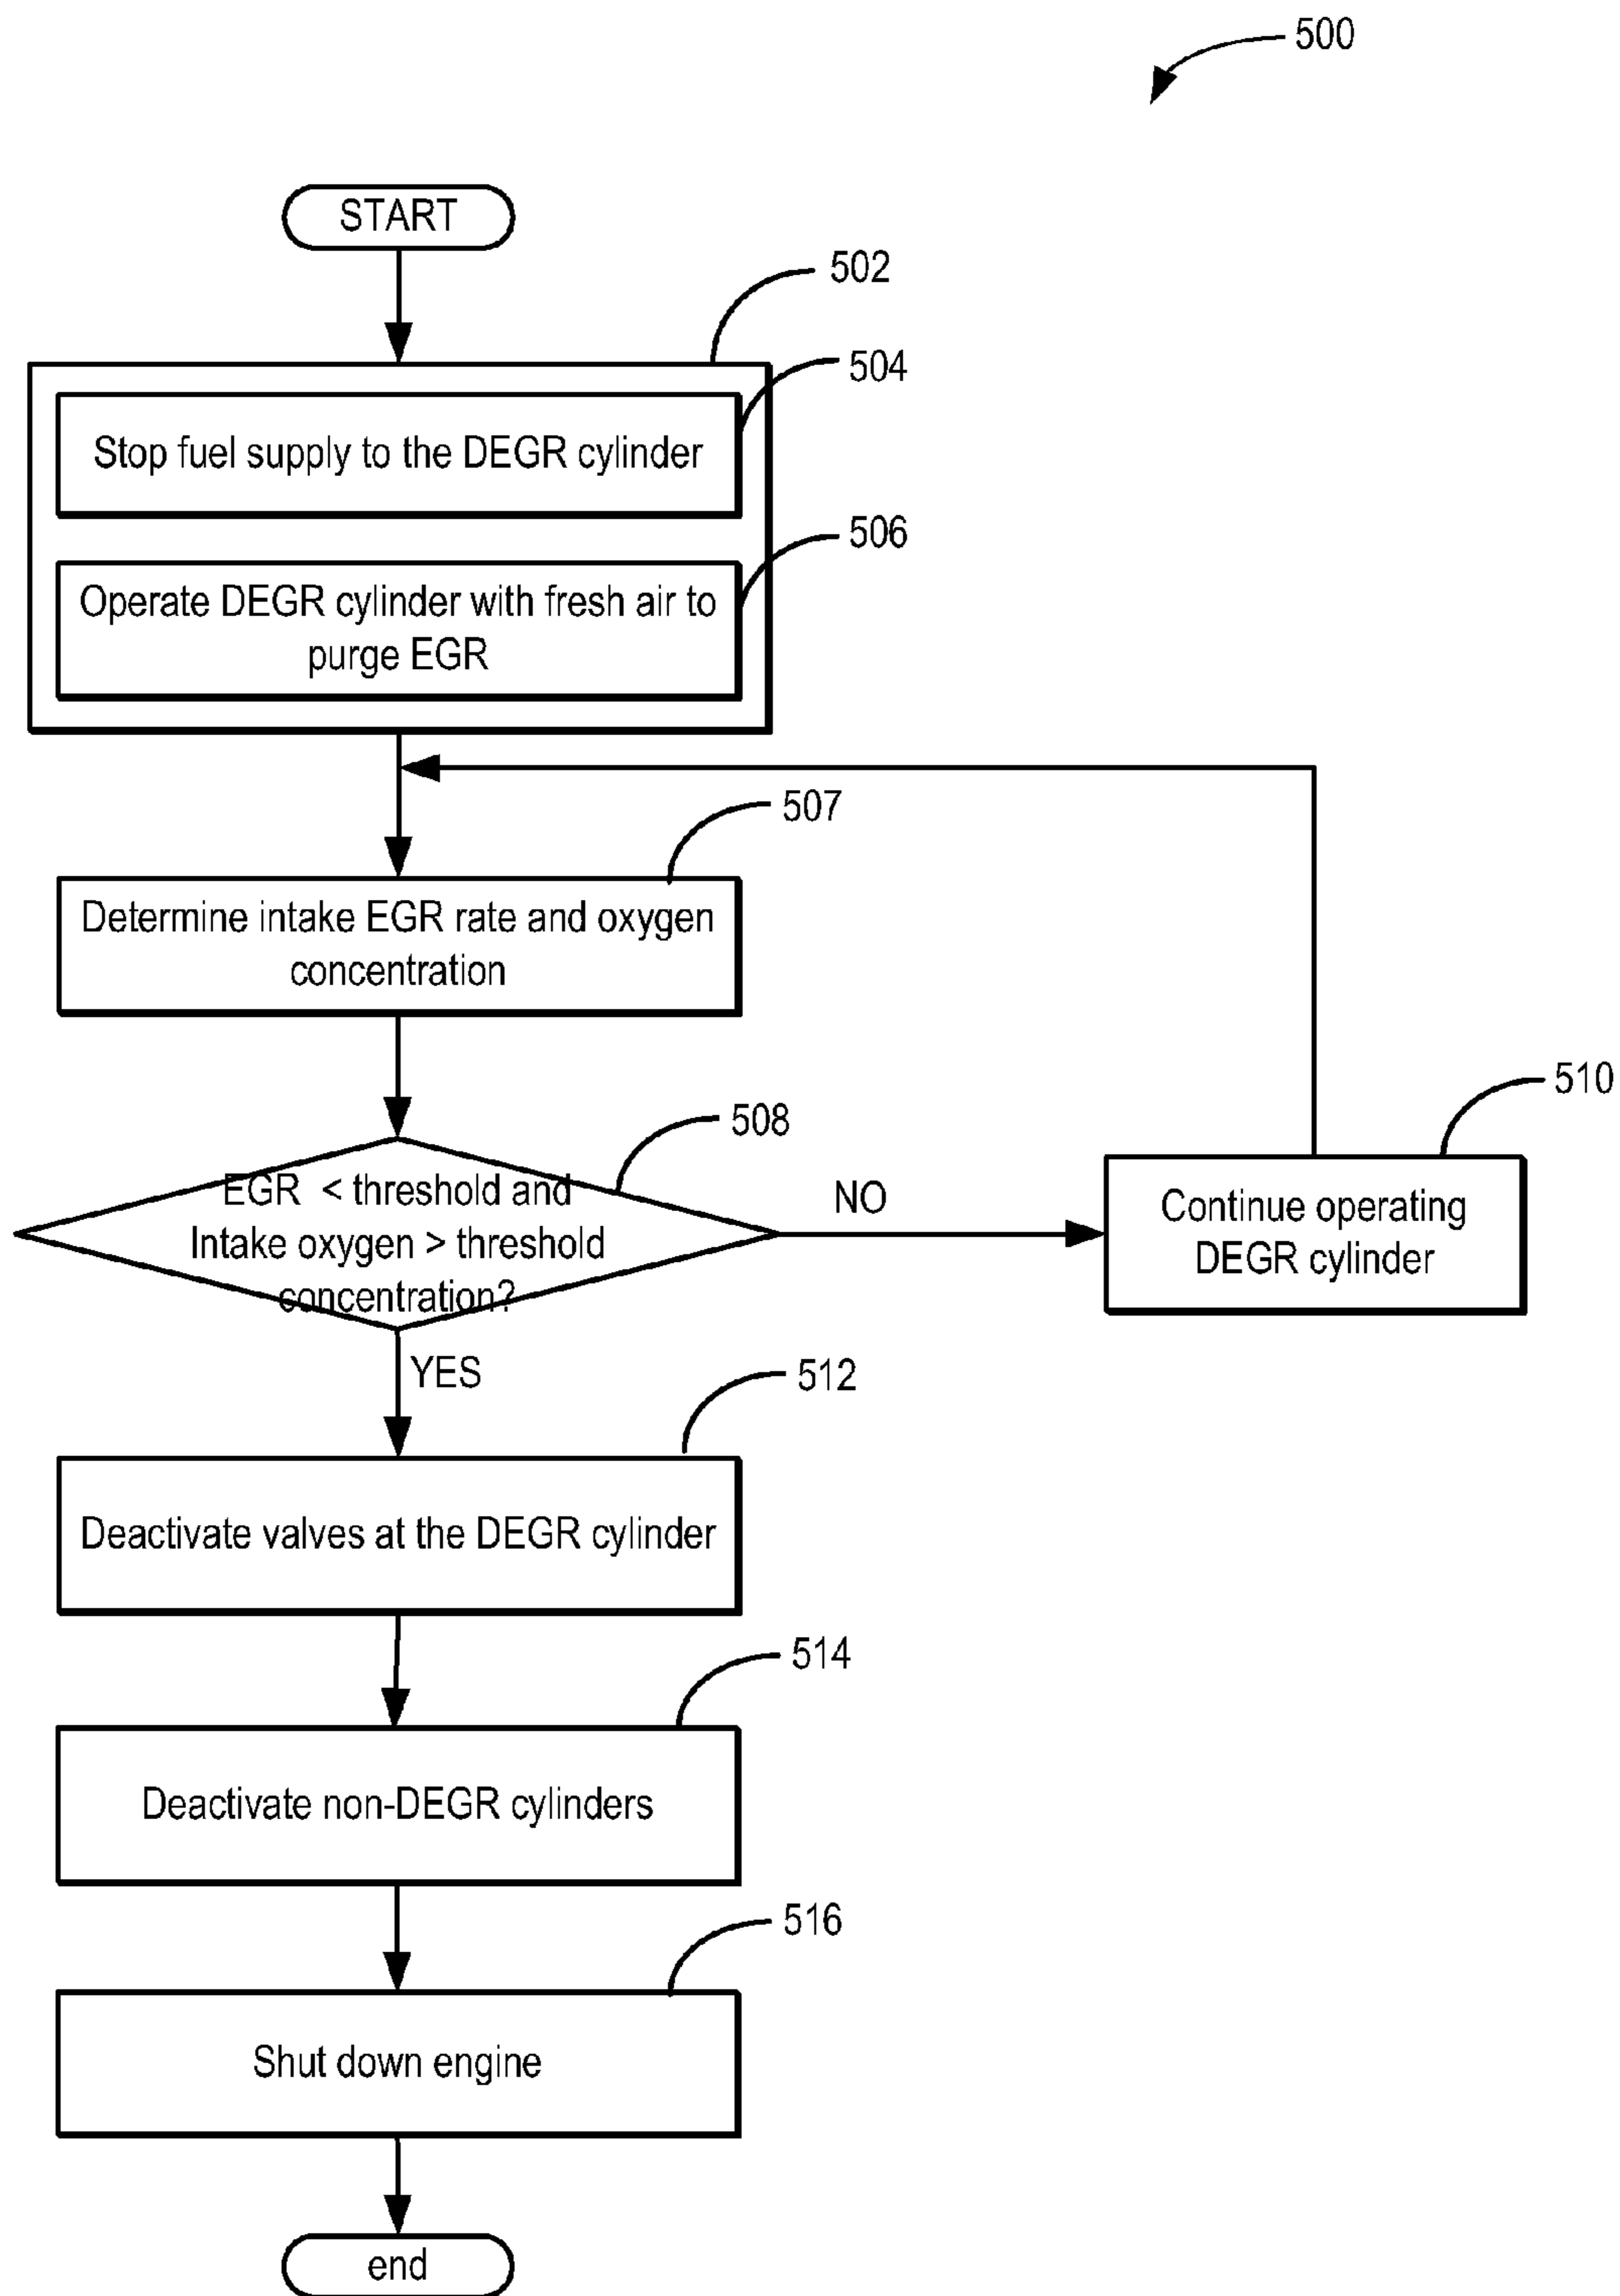 500
START
502
504
Stop fuel supply to the DEGR cylinder
506
Operate DEGR cylinder with fresh air to
purge EGR
507
Determine intake EGR rate and oxygen
concentration
508
EGR < threshold and
Intake oxygen > threshold
concentration?
NO
510
Continue operating
DEGR cylinder
YES
512
Deactivate valves at the DEGR cylinder
514
Deactivate non-DEGR cylinders
516
Shut down engine
end